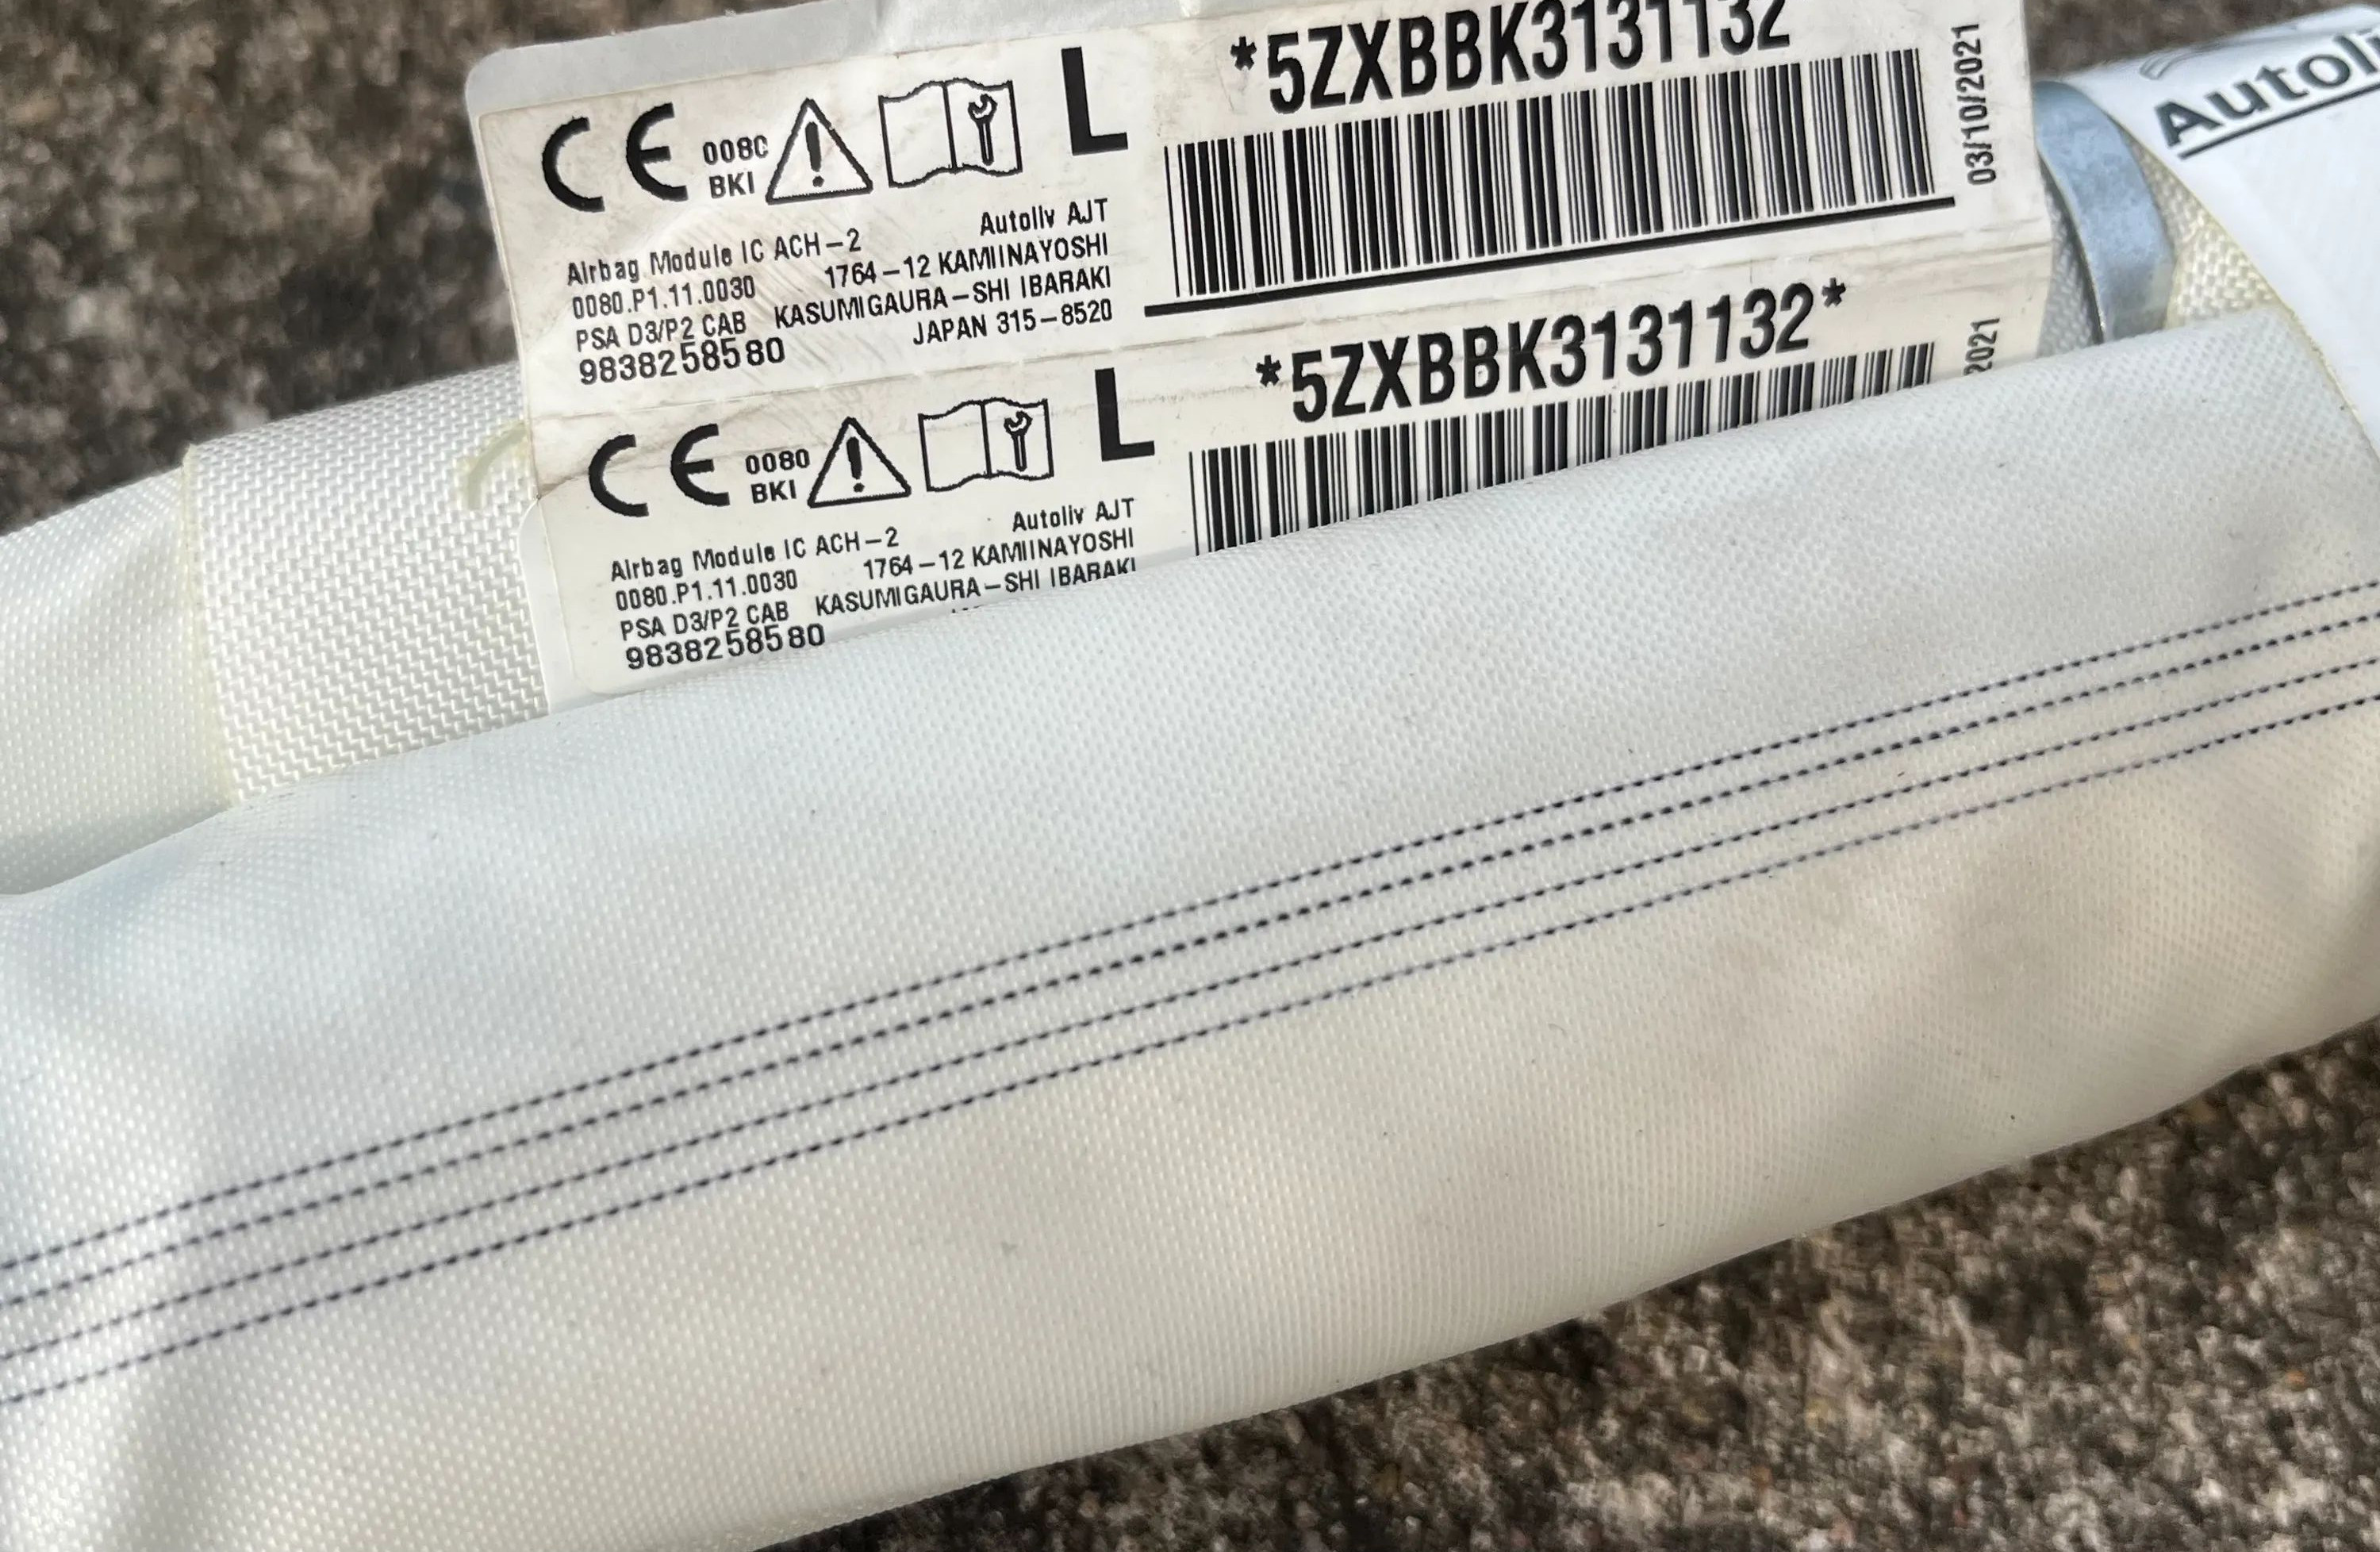 *5ZXBBK3131132
CE 0080
BKI
L
03/10/2021
Autoliv
Airbag Module IC ACH-2 Autoliv AJT
0080.P1.11.0030 1764-12 KAMIINAYOSHI
PSA D3/P2 CAB KASUMIGAURA-SHI IBARAKI
9838258580 JAPAN 315-8520
*5ZXBBK3131132*
CE 0080
BKI
L
2021
Airbag Module IC ACH-2 Autoliv AJT
0080.P1.11.0030 1764-12 KAMIINAYOSHI
PSA D3/P2 CAB KASUMIGAURA-SHI IBARAKI
9838258580